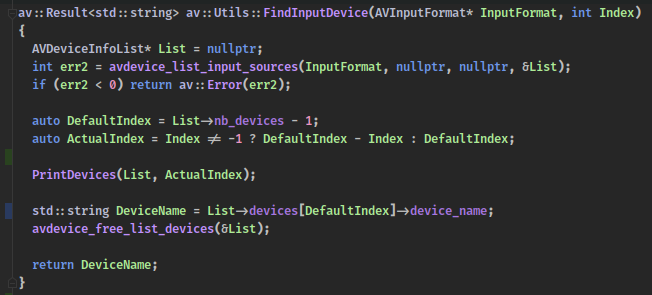 av::Result<std::string> av::Utils::FindInputDevice(AVInputFormat* InputFormat, int Index)
{
AVDeviceInfoList* List = nullptr;
int err2 = avdevice_list_input_sources(InputFormat, nullptr, nullptr, &List);
if (err2 < 0) return av::Error(err2);
auto DefaultIndex = List→nb_devices - 1;
auto ActualIndex = Index ≠ -1 ? DefaultIndex - Index : DefaultIndex;
PrintDevices(List, ActualIndex);
std::string DeviceName = List→devices[DefaultIndex]→device_name;
avdevice_free_list_devices(&List);
return DeviceName;
}